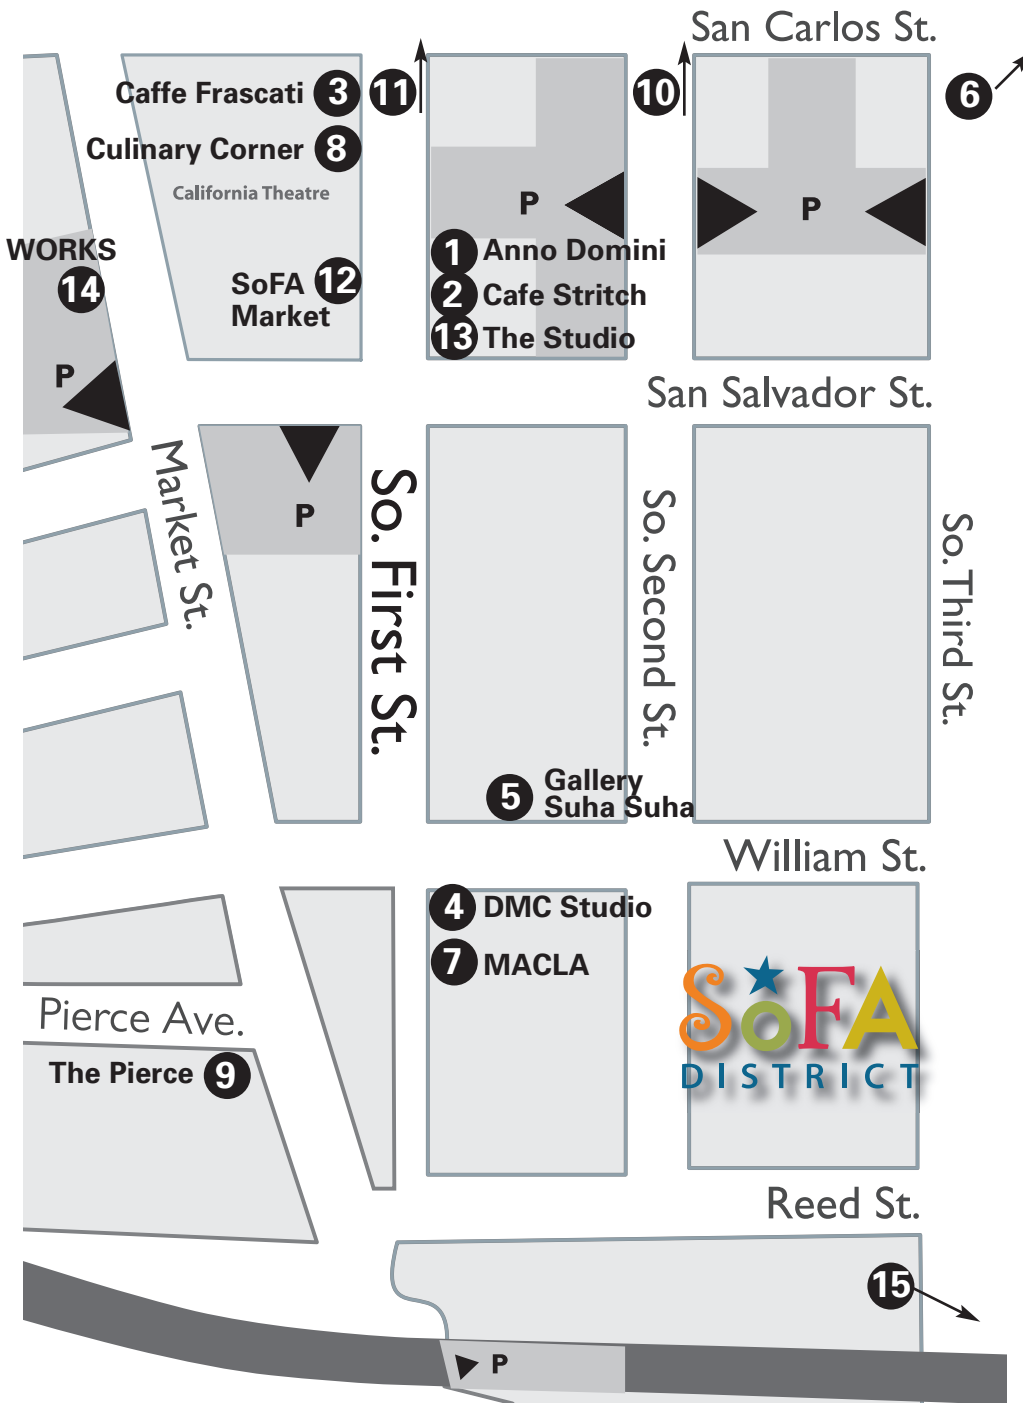 San Carlos St.
Caffe Frascati 3
11
10
6
Culinary Corner 8
California Theatre
P
P
WORKS
14
1 Anno Domini
SoFA 12
Market
2 Cafe Stritch
13 The Studio
P
San Salvador St.
Market St.
So. First St.
So. Second St.
So. Third St.
P
5 Gallery
Suha Suha
William St.
4 DMC Studio
7 MACLA
SoFA
DISTRICT
Pierce Ave.
The Pierce 9
Reed St.
15
P